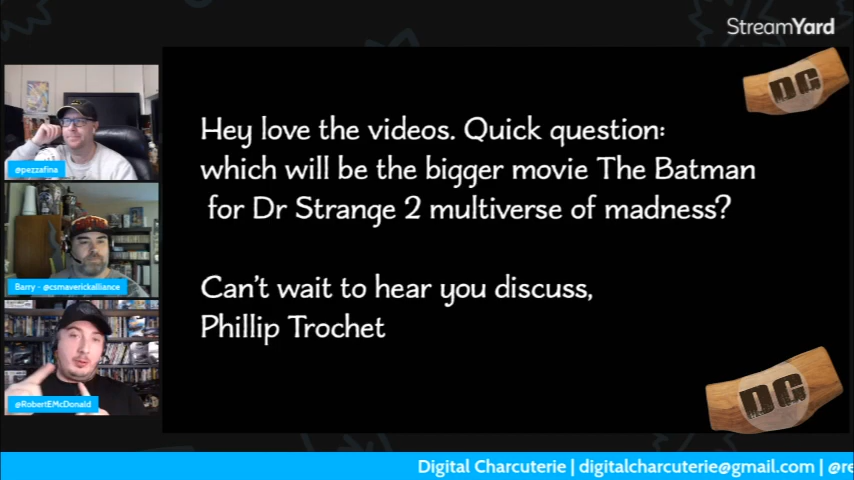 StreamYard
DG
Hey love the videos. Quick question:
which will be the bigger movie The Batman
for Dr Strange 2 multiverse of madness?
Can't wait to hear you discuss,
Phillip Trochet
@pezzafina
Barry - @csmaverickalliance
@RobertEMcDonald
DG
Digital Charcuterie | digitalcharcuterie@gmail.com | @re